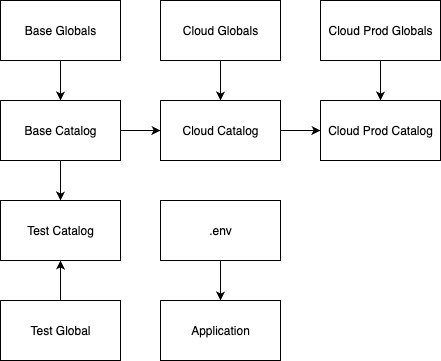 Base Globals
Cloud Globals
Cloud Prod Globals
Base Catalog
Cloud Catalog
Cloud Prod Catalog
Test Catalog
.env
Test Global
Application